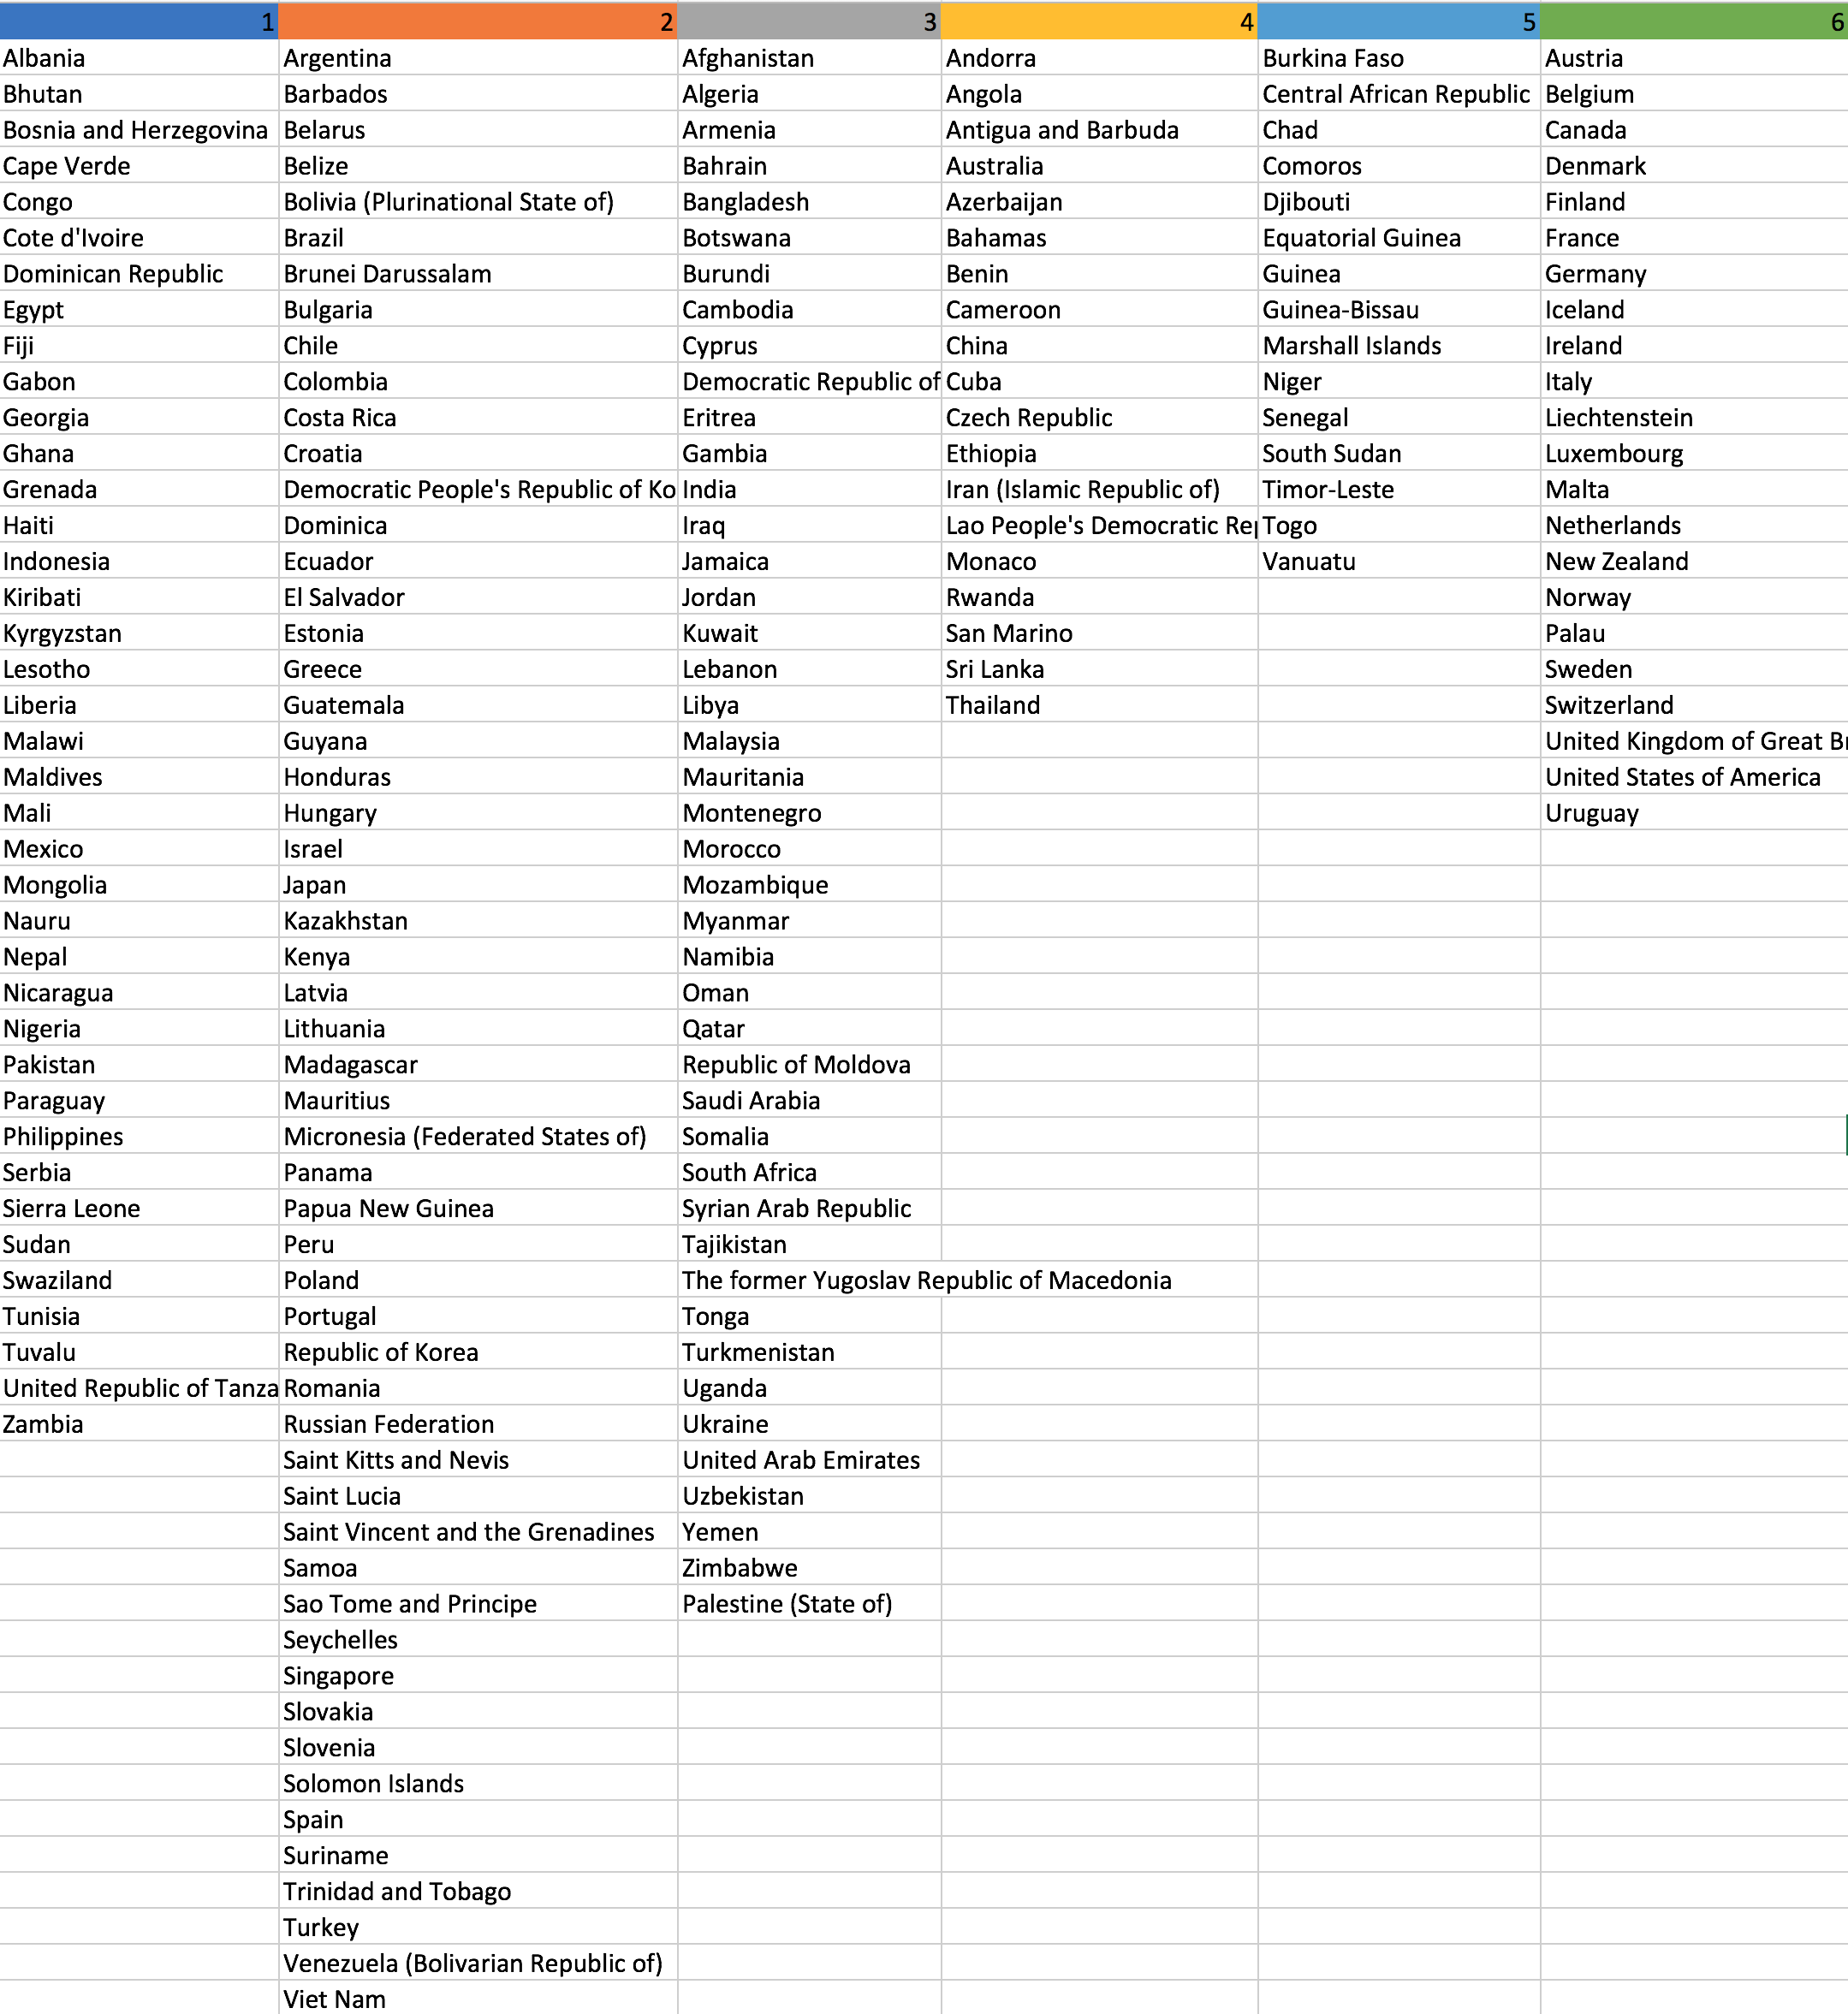 1 2 3 4 5 6
Albania Argentina Afghanistan Andorra Burkina Faso Austria
Bhutan Barbados Algeria Angola Central African Republic Belgium
Bosnia and Herzegovina Belarus Armenia Antigua and Barbuda Chad Canada
Cape Verde Belize Bahrain Australia Comoros Denmark
Congo Bolivia (Plurinational State of) Bangladesh Azerbaijan Djibouti Finland
Cote d'Ivoire Brazil Botswana Bahamas Equatorial Guinea France
Dominican Republic Brunei Darussalam Burundi Benin Guinea Germany
Egypt Bulgaria Cambodia Cameroon Guinea-Bissau Iceland
Fiji Chile Cyprus China Marshall Islands Ireland
Gabon Colombia Democratic Republic of Cuba Niger Italy
Georgia Costa Rica Eritrea Czech Republic Senegal Liechtenstein
Ghana Croatia Gambia Ethiopia South Sudan Luxembourg
Grenada Democratic People's Republic of Ko India Iran (Islamic Republic of) Timor-Leste Malta
Haiti Dominica Iraq Lao People's Democratic Rep Togo Netherlands
Indonesia Ecuador Jamaica Monaco Vanuatu New Zealand
Kiribati El Salvador Jordan Rwanda Norway
Kyrgyzstan Estonia Kuwait San Marino Palau
Lesotho Greece Lebanon Sri Lanka Sweden
Liberia Guatemala Libya Thailand Switzerland
Malawi Guyana Malaysia United Kingdom of Great Br
Maldives Honduras Mauritania United States of America
Mali Hungary Montenegro Uruguay
Mexico Israel Morocco
Mongolia Japan Mozambique
Nauru Kazakhstan Myanmar
Nepal Kenya Namibia
Nicaragua Latvia Oman
Nigeria Lithuania Qatar
Pakistan Madagascar Republic of Moldova
Paraguay Mauritius Saudi Arabia
Philippines Micronesia (Federated States of) Somalia
Serbia Panama South Africa
Sierra Leone Papua New Guinea Syrian Arab Republic
Sudan Peru Tajikistan
Swaziland Poland The former Yugoslav Republic of Macedonia
Tunisia Portugal Tonga
Tuvalu Republic of Korea Turkmenistan
United Republic of Tanza Romania Uganda
Zambia Russian Federation Ukraine
Saint Kitts and Nevis United Arab Emirates
Saint Lucia Uzbekistan
Saint Vincent and the Grenadines Yemen
Samoa Zimbabwe
Sao Tome and Principe Palestine (State of)
Seychelles
Singapore
Slovakia
Slovenia
Solomon Islands
Spain
Suriname
Trinidad and Tobago
Turkey
Venezuela (Bolivarian Republic of)
Viet Nam